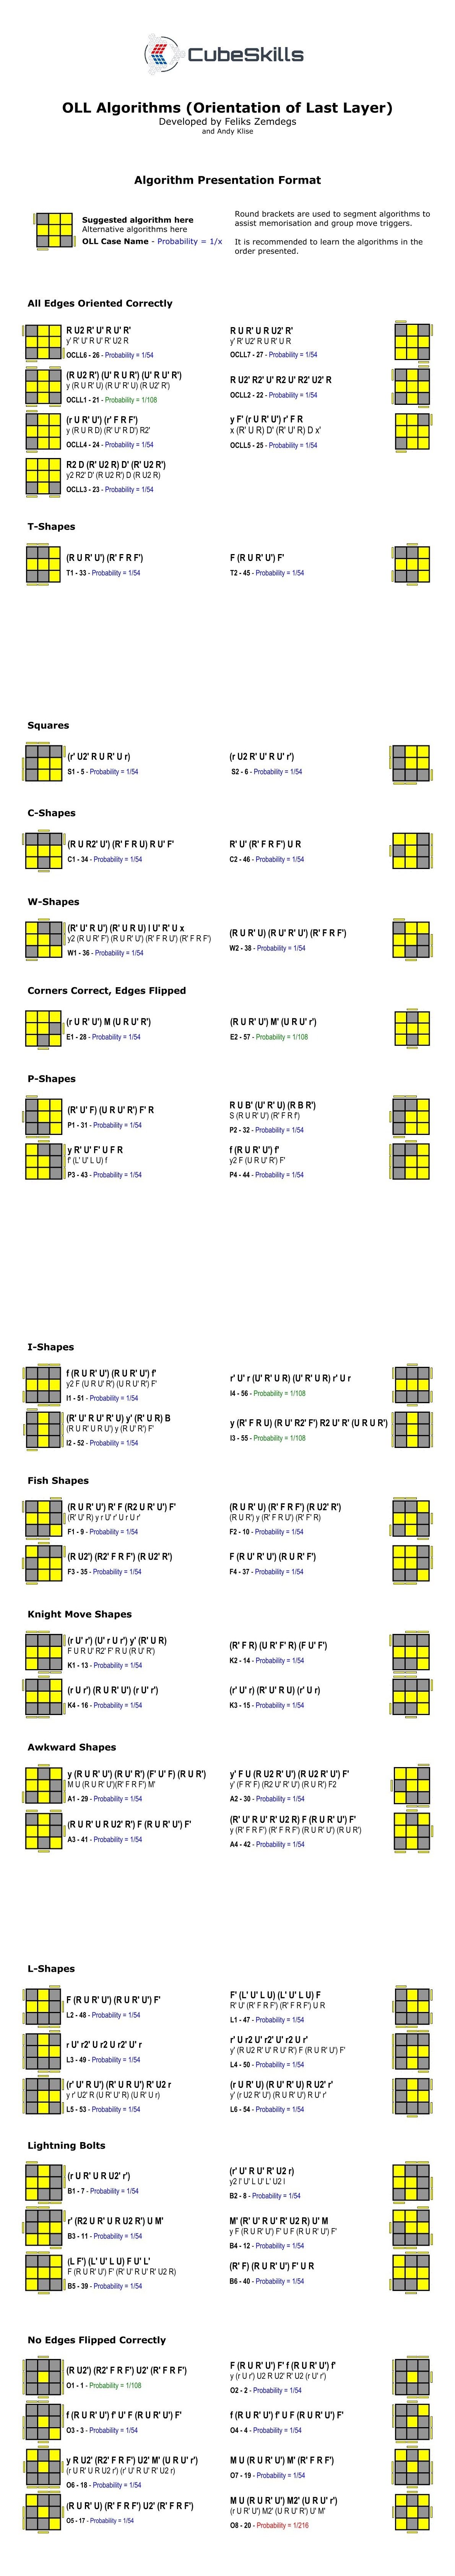 CubeSkills
OLL Algorithms (Orientation of Last Layer)
Developed by Feliks Zemdegs
and Andy Klise
Algorithm Presentation Format
Suggested algorithm here
Alternative algorithms here
OLL Case Name - Probability = 1/x
Round brackets are used to segment algorithms to
assist memorisation and group move triggers.
It is recommended to learn the algorithms in the
order presented.
All Edges Oriented Correctly
R U2 R' U' R U' R'
y' R' U' R U' R' U2 R
OCLL6 - 26 - Probability = 1/54
R U R' U R U2' R'
y' R' U2' R U R' U R
OCLL7 - 27 - Probability = 1/54
(R U2 R') (U' R U R') (U' R U' R')
y (R U R' U) (R U' R' U) (R U2' R')
OCLL1 - 21 - Probability = 1/108
R U2' R2' U' R2 U' R2' U2' R
OCLL2 - 22 - Probability = 1/54
(r U R' U') (r' F R F')
y (R U R D) (R' U' R D') R2'
OCLL4 - 24 - Probability = 1/54
y F' (r U R' U') r' F R
x (R' U R) D' (R' U' R) D x'
OCLL5 - 25 - Probability = 1/54
R2 D (R' U2 R) D' (R' U2 R')
y2 R2' D' (R U2 R') D (R U2 R)
OCLL3 - 23 - Probability = 1/54
T-Shapes
(R U R' U') (R' F R F')
T1 - 33 - Probability = 1/54
F (R U R' U') F'
T2 - 45 - Probability = 1/54
Squares
(r' U2' R U R' U r)
S1 - 5 - Probability = 1/54
(r U2 R' U' R U' r')
S2 - 6 - Probability = 1/54
C-Shapes
(R U R2' U') (R' F R U) R U' F'
C1 - 34 - Probability = 1/54
R' U' (R' F R F') U R
C2 - 46 - Probability = 1/54
W-Shapes
(R' U' R U') (R' U R U) l U' R' U x
y2 (R U R' F') (R U R' U') (R' F R U') (R' F R F')
W1 - 36 - Probability = 1/54
(R U R' U) (R U' R' U') (R' F R F')
W2 - 38 - Probability = 1/54
Corners Correct, Edges Flipped
(r U R' U') M (U R U' R')
E1 - 28 - Probability = 1/54
(R U R' U') M' (U R U' r')
E2 - 57 - Probability = 1/108
P-Shapes
(R' U' F) (U R U' R') F' R
P1 - 31 - Probability = 1/54
R U B' (U' R' U) (R B R')
S (R U R' U') (R' F R f')
P2 - 32 - Probability = 1/54
y R' U' F' U F R
f' (L' U' L U) f
P3 - 43 - Probability = 1/54
f (R U R' U') f'
y2 F (U R U' R') F'
P4 - 44 - Probability = 1/54
I-Shapes
f (R U R' U') (R U R' U') f'
y2 F (U R U' R') (U R U' R') F'
I1 - 51 - Probability = 1/54
r' U' r (U' R' U R) (U' R' U R) r' U r
I4 - 56 - Probability = 1/108
(R' U' R U' R' U) y' (R' U R) B
(R U R' U R U') y (R U' R') F'
I2 - 52 - Probability = 1/54
y (R' F R U) (R U' R2' F') R2 U' R' (U R U R')
I3 - 55 - Probability = 1/108
Fish Shapes
(R U R' U') R' F (R2 U R' U') F'
(R' U' R) y r U' r' U r U r'
F1 - 9 - Probability = 1/54
(R U R' U) (R' F R F') (R U2' R')
(R U R') y (R' F R U') (R' F' R)
F2 - 10 - Probability = 1/54
(R U2') (R2' F R F') (R U2' R')
F3 - 35 - Probability = 1/54
F (R U' R' U') (R U R' F')
F4 - 37 - Probability = 1/54
Knight Move Shapes
(r U' r') (U' r U r') y' (R' U R)
F U R U' R2' F' R U (R U' R')
K1 - 13 - Probability = 1/54
(R' F R) (U R' F' R) (F U' F')
K2 - 14 - Probability = 1/54
(r U r') (R U R' U') (r U' r')
K4 - 16 - Probability = 1/54
(r' U' r) (R' U' R U) (r' U r)
K3 - 15 - Probability = 1/54
Awkward Shapes
y (R U R' U') (R U' R') (F' U' F) (R U R')
M U (R U R' U')(R' F R F') M'
A1 - 29 - Probability = 1/54
y' F U (R U2 R' U') (R U2 R' U') F'
y' (F R' F) (R2 U' R' U') (R U R') F2
A2 - 30 - Probability = 1/54
(R U R' U R U2' R') F (R U R' U') F'
A3 - 41 - Probability = 1/54
(R' U' R U' R' U2 R) F (R U R' U') F'
y (R' F R F') (R' F R F') (R U R' U') (R U R')
A4 - 42 - Probability = 1/54
L-Shapes
F (R U R' U') (R U R' U') F'
L2 - 48 - Probability = 1/54
F' (L' U' L U) (L' U' L U) F
R' U' (R' F R F') (R' F R F') U R
L1 - 47 - Probability = 1/54
r U' r2' U r2 U r2' U' r
L3 - 49 - Probability = 1/54
r' U r2 U' r2' U' r2 U r'
y' (R U2 R' U' R U' R') F (R U R' U') F'
L4 - 50 - Probability = 1/54
(r' U' R U') (R' U R U') R' U2 r
y r' U2' R (U R' U' R) (U R' U r)
L5 - 53 - Probability = 1/54
(r U R' U) (R U' R' U) R U2' r'
y' (r U2 R' U') (R U R' U') R U' r'
L6 - 54 - Probability = 1/54
Lightning Bolts
(r U R' U R U2' r')
B1 - 7 - Probability = 1/54
(r' U' R U' R' U2 r)
y2 l' U' L U' L' U2 l
B2 - 8 - Probability = 1/54
r' (R2 U R' U R U2 R') U M'
B3 - 11 - Probability = 1/54
M' (R' U' R U' R' U2 R) U' M
y F (R U R' U') F' U F (R U R' U') F'
B4 - 12 - Probability = 1/54
(L F') (L' U' L U) F U' L'
F (R U R' U') F' (R' U' R U' R' U2 R)
B5 - 39 - Probability = 1/54
(R' F) (R U R' U') F' U R
B6 - 40 - Probability = 1/54
No Edges Flipped Correctly
(R U2') (R2' F R F') U2' (R' F R F')
O1 - 1 - Probability = 1/108
F (R U R' U') F' f (R U R' U') f'
y (r U r') U2 R U2 R' U2 (r U' r')
O2 - 2 - Probability = 1/54
f (R U R' U') f' U' F (R U R' U') F'
O3 - 3 - Probability = 1/54
f (R U R' U') f' U F (R U R' U') F'
O4 - 4 - Probability = 1/54
y R U2' (R2' F R F') U2' M' (U R U' r')
(r U R' U R U2 r') (r' U' R U' R' U2 r)
O6 - 18 - Probability = 1/54
M U (R U R' U') M' (R' F R F')
O7 - 19 - Probability = 1/54
(R U R' U) (R' F R F') U2' (R' F R F')
O5 - 17 - Probability = 1/54
M U (R U R' U') M2' (U R U' r')
(r U R' U') M2' (U R U' R') U' M'
O8 - 20 - Probability = 1/216